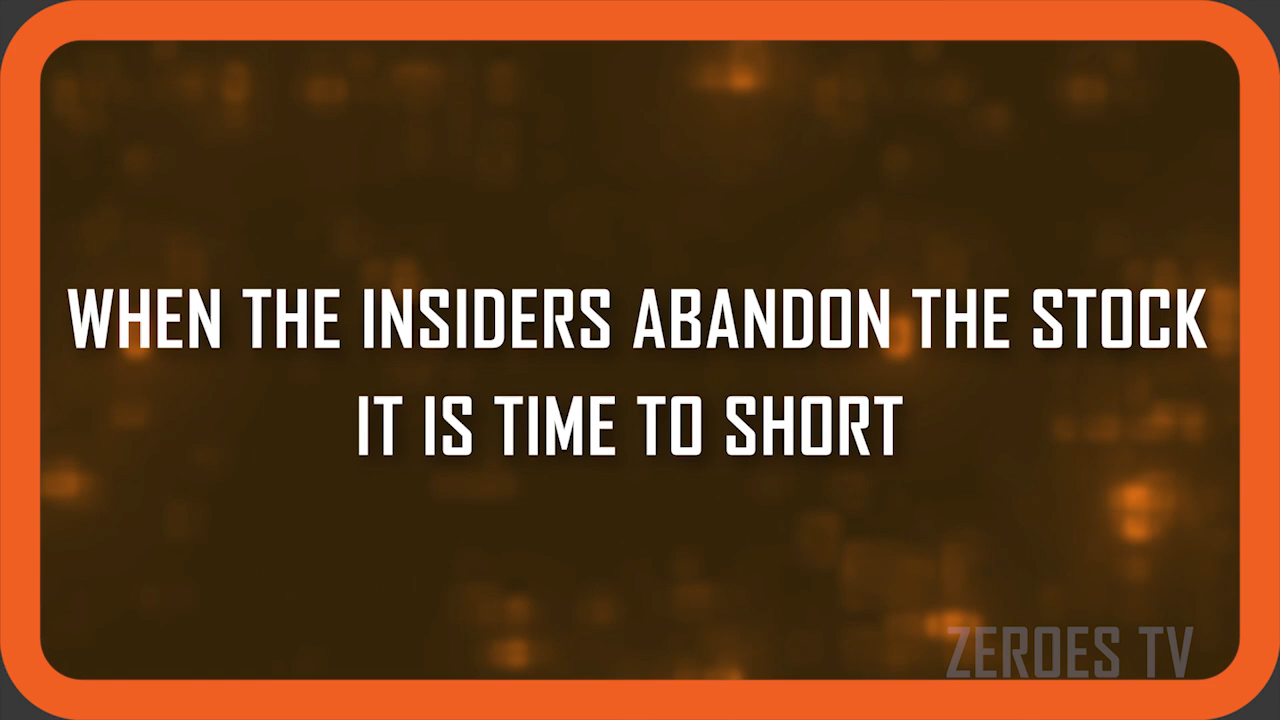 WHEN THE INSIDERS ABANDON THE STOCK
IT IS TIME TO SHORT
ZEROES TV